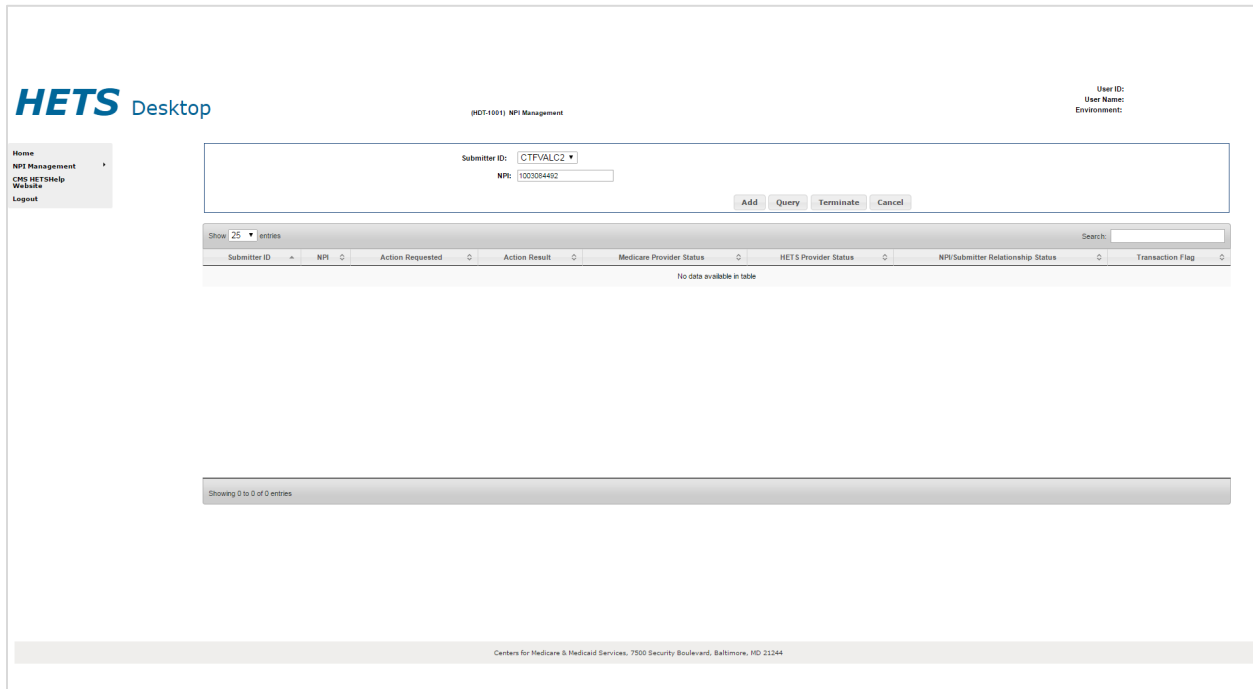 HETS Desktop
(HDT-1001) NPI Management
User ID:
User Name:
Environment:
Home
NPI Management
CMS HETSHelp
Website
Logout
Submitter ID: CTFVALC2
NPI: 1003084492
Add Query Terminate Cancel
Show 25 entries Search:
Submitter ID NPI Action Requested Action Result Medicare Provider Status HETS Provider Status NPI/Submitter Relationship Status Transaction Flag
No data available in table
Showing 0 to 0 of 0 entries
Centers for Medicare & Medicaid Services, 7500 Security Boulevard, Baltimore, MD 21244